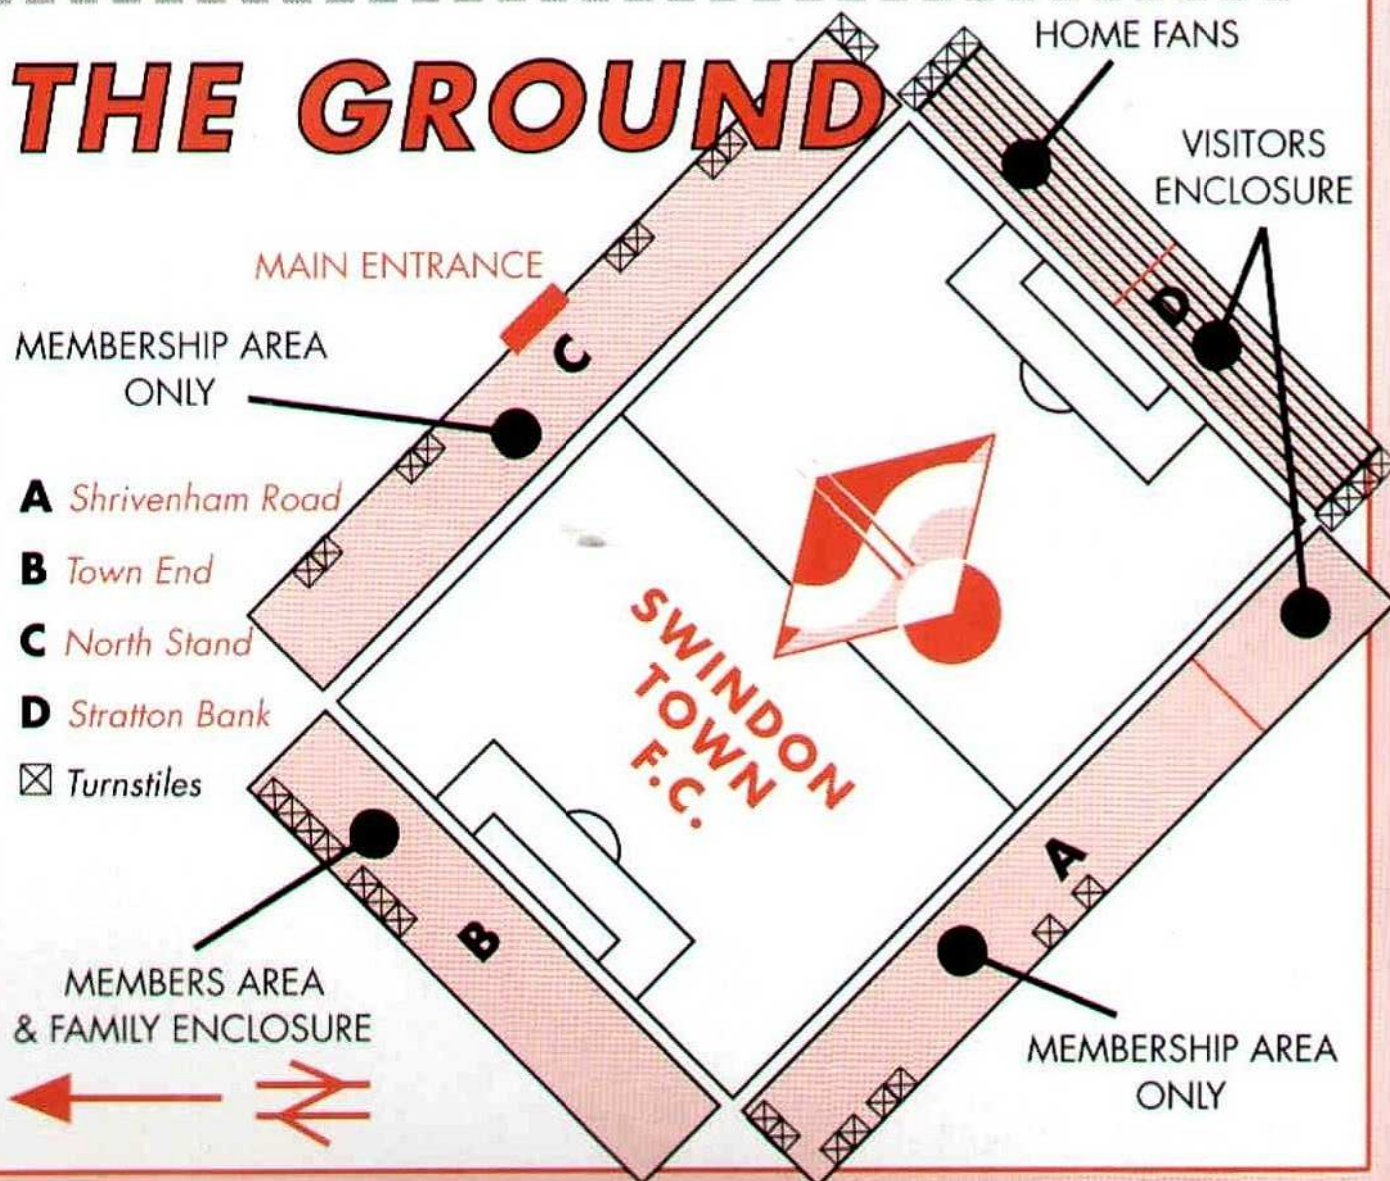 THE GROUND
HOME FANS
VISITORS
ENCLOSURE
MAIN ENTRANCE
MEMBERSHIP AREA
ONLY
C
D
A Shrivenham Road
B Town End
C North Stand
D Stratton Bank
Turnstiles
SWINDON
TOWN
F.C.
A
B
MEMBERS AREA
& FAMILY ENCLOSURE
MEMBERSHIP AREA
ONLY